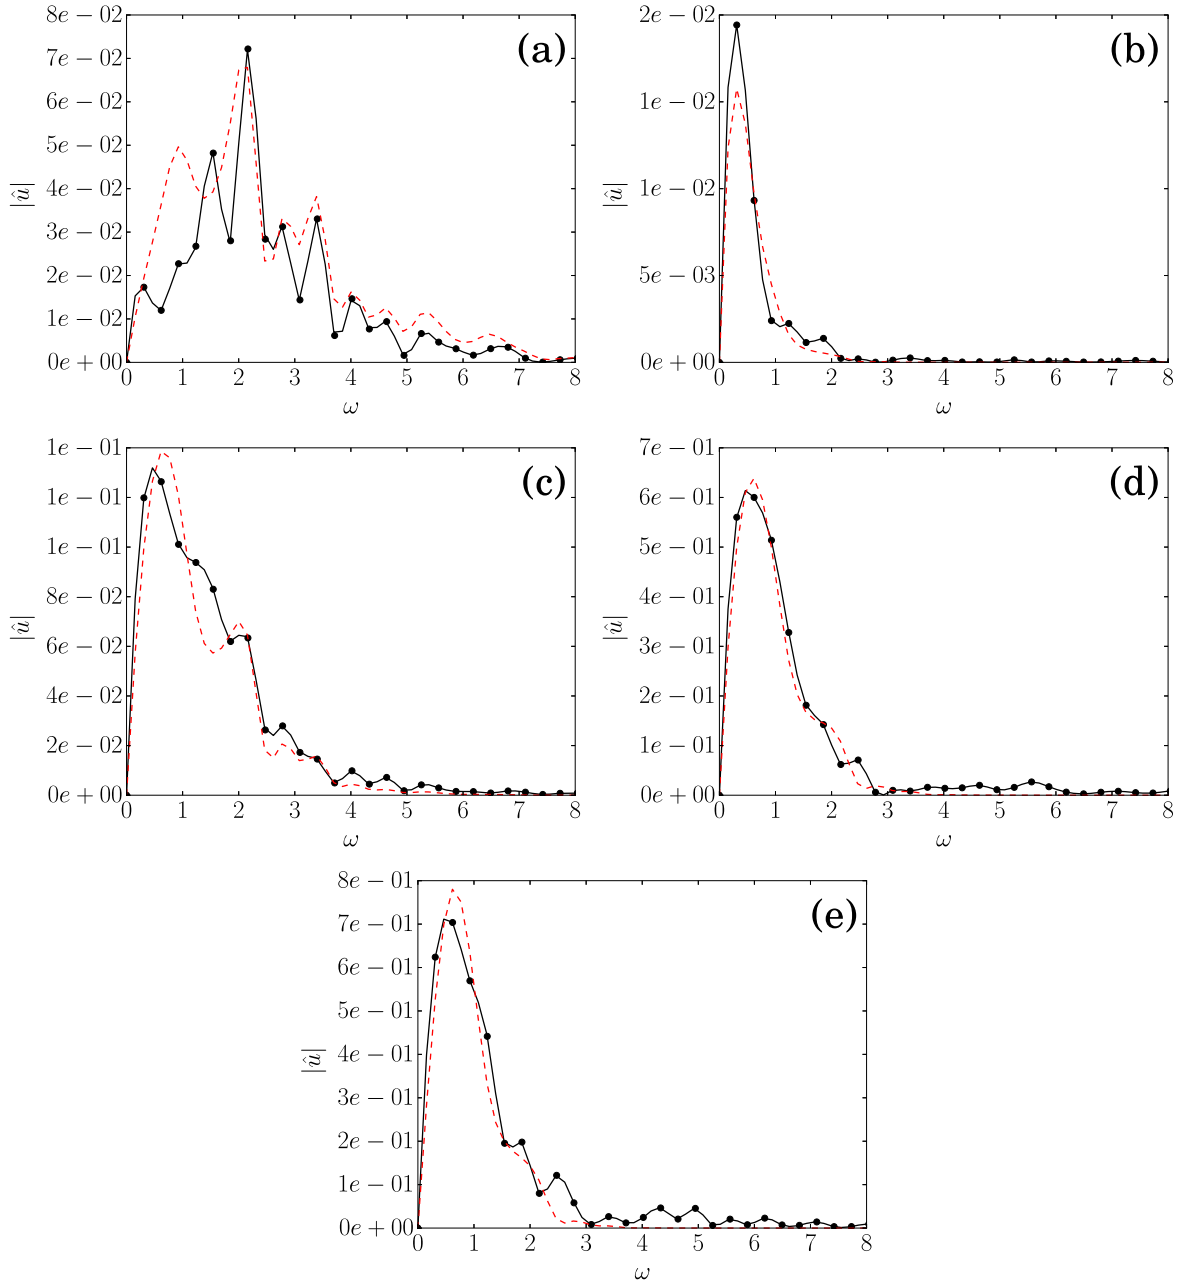 (a)
8e − 02
7e − 02
6e − 02
5e − 02
4e − 02
3e − 02
2e − 02
1e − 02
0e + 00
|û|
0 1 2 3 4 5 6 7 8
ω
(b)
2e − 02
1e − 02
1e − 02
5e − 03
0e + 00
|û|
0 1 2 3 4 5 6 7 8
ω
(c)
1e − 01
1e − 01
1e − 01
8e − 02
6e − 02
4e − 02
2e − 02
0e + 00
|û|
0 1 2 3 4 5 6 7 8
ω
(d)
7e − 01
6e − 01
5e − 01
4e − 01
3e − 01
2e − 01
1e − 01
0e + 00
|û|
0 1 2 3 4 5 6 7 8
ω
(e)
8e − 01
7e − 01
6e − 01
5e − 01
4e − 01
3e − 01
2e − 01
1e − 01
0e + 00
|û|
0 1 2 3 4 5 6 7 8
ω